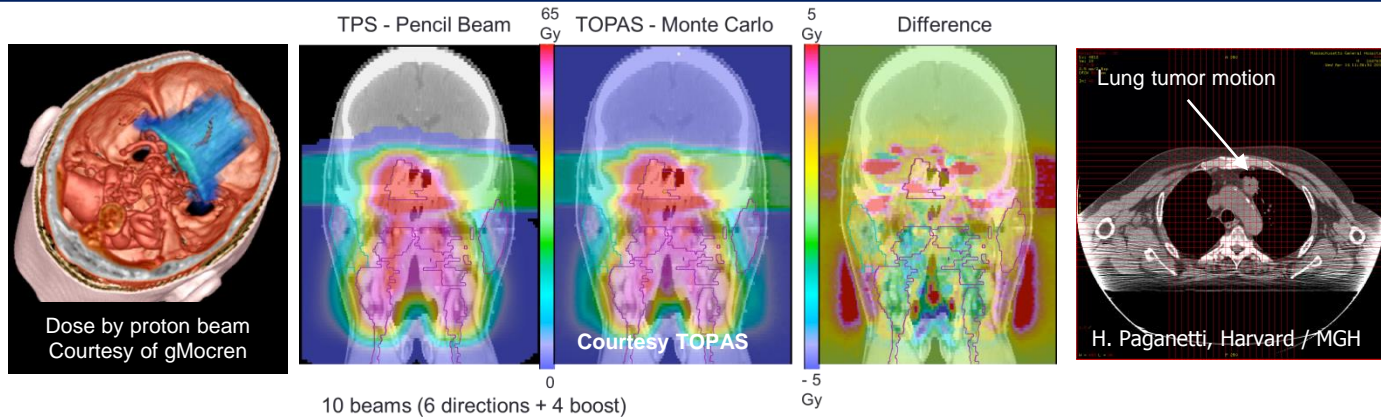 TPS - Pencil Beam
65
Gy
TOPAS - Monte Carlo
5
Gy
Difference
Lung tumor motion
Dose by proton beam
Courtesy of gMocren
Courtesy TOPAS
H. Paganetti, Harvard / MGH
0
- 5
Gy
10 beams (6 directions + 4 boost)